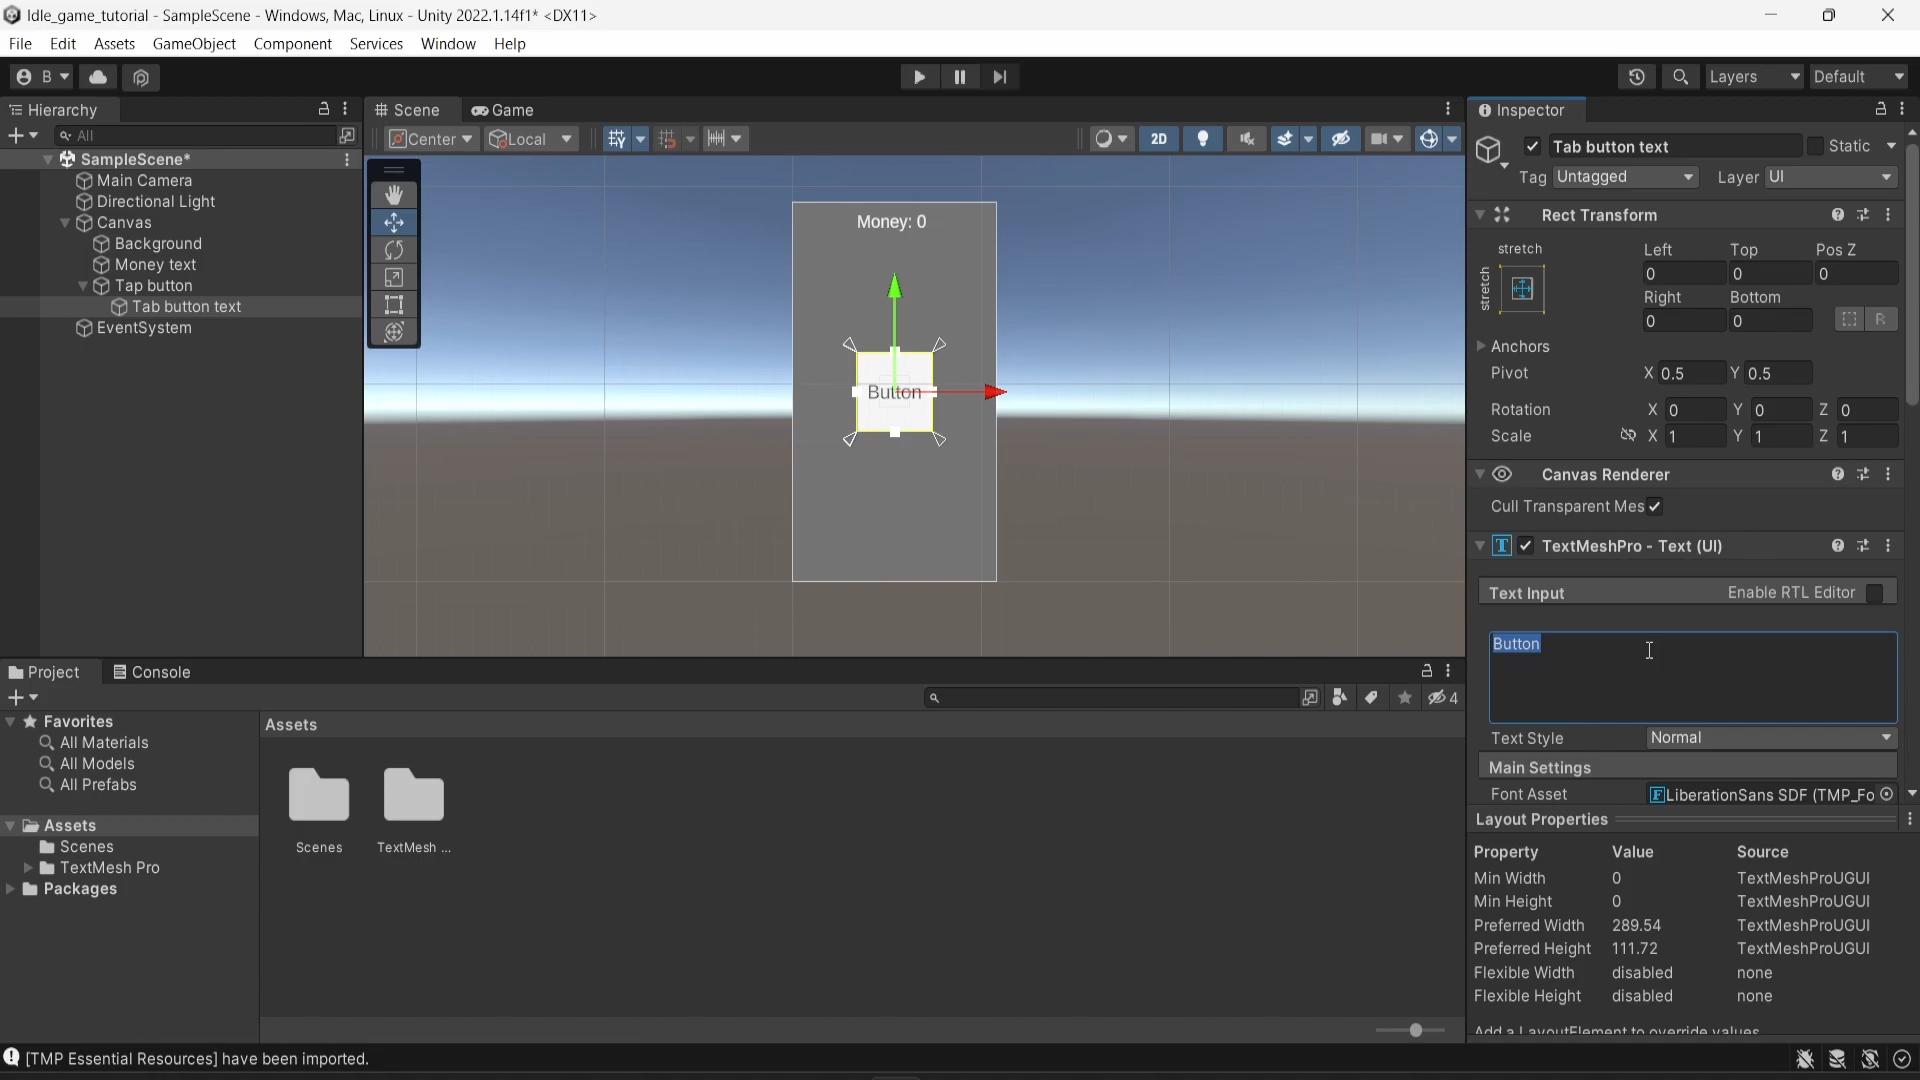 Idle_game_tutorial - SampleScene - Windows, Mac, Linux - Unity 2022.1.14f1* <DX11>
File Edit Assets GameObject Component Services Window Help
B Layers Default
Hierarchy
All
SampleScene*
Main Camera
Directional Light
Canvas
Background
Money text
Tap button
Tab button text
EventSystem
Scene Game
Center Local 2D
Money: 0
Button
Inspector
Tab button text Static
Tag Untagged Layer UI
Rect Transform
stretch
stretch
Left Top Pos Z
0 0 0
Right Bottom
0 0 R
Anchors
Pivot X 0.5 Y 0.5
Rotation X 0 Y 0 Z 0
Scale X 1 Y 1 Z 1
Canvas Renderer
Cull Transparent Mes
TextMeshPro - Text (UI)
Text Input Enable RTL Editor
Button
Text Style Normal
Main Settings
Font Asset LiberationSans SDF (TMP_Fo
Layout Properties
Property Value Source
Min Width 0 TextMeshProUGUI
Min Height 0 TextMeshProUGUI
Preferred Width 289.54 TextMeshProUGUI
Preferred Height 111.72 TextMeshProUGUI
Flexible Width disabled none
Flexible Height disabled none
Add a LayoutElement to override values
Project Console
4
Favorites
All Materials
All Models
All Prefabs
Assets
Scenes
TextMesh Pro
Packages
Assets
Scenes TextMesh ...
[TMP Essential Resources] have been imported.